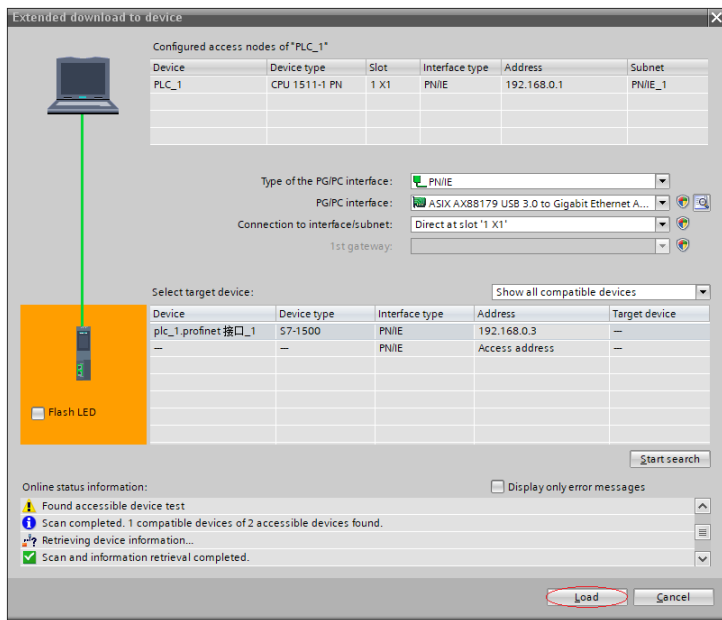 Extended download to device
Configured access nodes of "PLC_1"
Device Device type Slot Interface type Address Subnet
PLC_1 CPU 1511-1 PN 1 X1 PN/IE 192.168.0.1 PN/IE_1
Type of the PG/PC interface: PN/IE
PG/PC interface: ASIX AX88179 USB 3.0 to Gigabit Ethernet A...
Connection to interface/subnet: Direct at slot '1 X1'
1st gateway:
Select target device: Show all compatible devices
Device Device type Interface type Address Target device
plc_1.profinet 接口_1 S7-1500 PN/IE 192.168.0.3 —
— — PN/IE Access address —
Flash LED
Start search
Online status information: Display only error messages
Found accessible device test
Scan completed. 1 compatible devices of 2 accessible devices found.
Retrieving device information...
Scan and information retrieval completed.
Load Cancel